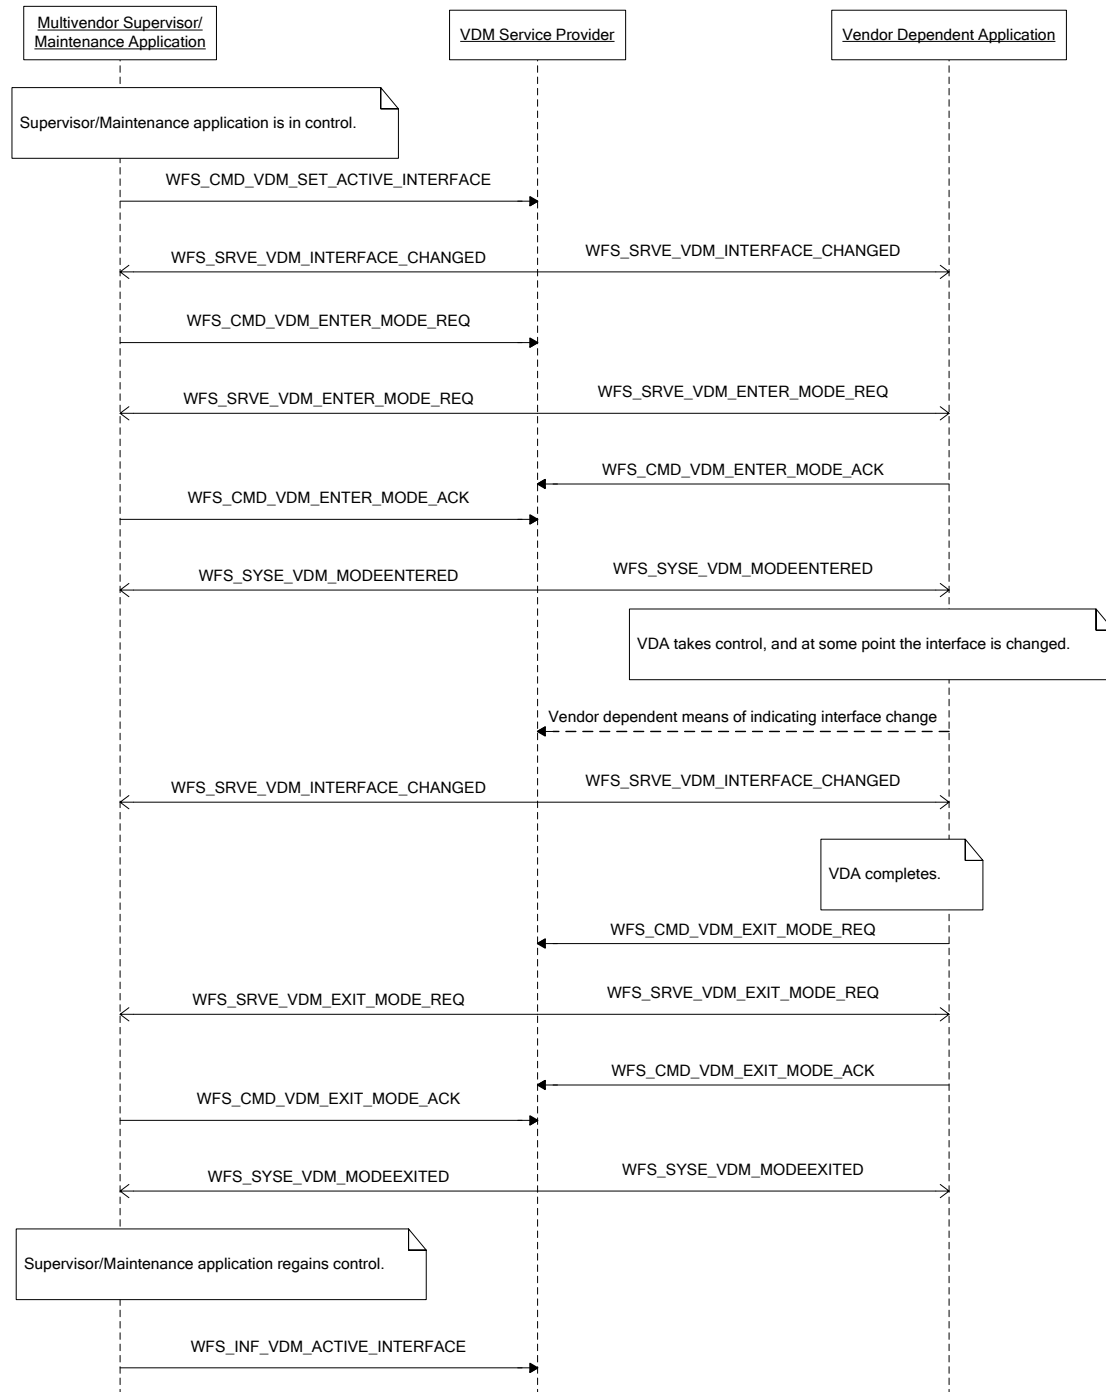 Multivendor Supervisor/
Maintenance Application
VDM Service Provider
Vendor Dependent Application
Supervisor/Maintenance application is in control.
WFS_CMD_VDM_SET_ACTIVE_INTERFACE
WFS_SRVE_VDM_INTERFACE_CHANGED
WFS_SRVE_VDM_INTERFACE_CHANGED
WFS_CMD_VDM_ENTER_MODE_REQ
WFS_SRVE_VDM_ENTER_MODE_REQ
WFS_SRVE_VDM_ENTER_MODE_REQ
WFS_CMD_VDM_ENTER_MODE_ACK
WFS_CMD_VDM_ENTER_MODE_ACK
WFS_SYSE_VDM_MODEENTERED
WFS_SYSE_VDM_MODEENTERED
VDA takes control, and at some point the interface is changed.
Vendor dependent means of indicating interface change
WFS_SRVE_VDM_INTERFACE_CHANGED
WFS_SRVE_VDM_INTERFACE_CHANGED
VDA completes.
WFS_CMD_VDM_EXIT_MODE_REQ
WFS_SRVE_VDM_EXIT_MODE_REQ
WFS_SRVE_VDM_EXIT_MODE_REQ
WFS_CMD_VDM_EXIT_MODE_ACK
WFS_CMD_VDM_EXIT_MODE_ACK
WFS_SYSE_VDM_MODEEXITED
WFS_SYSE_VDM_MODEEXITED
Supervisor/Maintenance application regains control.
WFS_INF_VDM_ACTIVE_INTERFACE